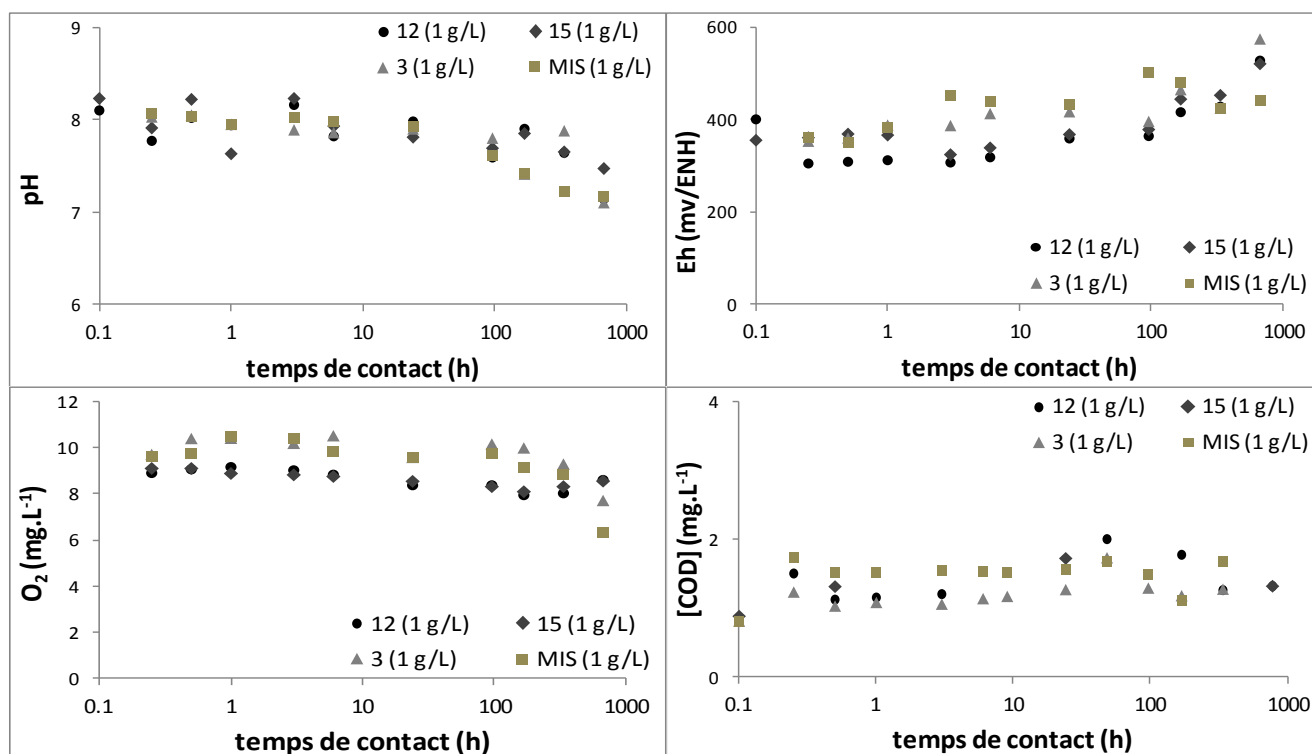 12 (1 g/L) 15 (1 g/L)
3 (1 g/L) MIS (1 g/L)
9
8
7
6
pH
0.1 1 10 100 1000
temps de contact (h)
600
400
200
0
Eh (mv/ENH)
12 (1 g/L) 15 (1 g/L)
3 (1 g/L) MIS (1 g/L)
0.1 1 10 100 1000
temps de contact (h)
12
10
8
6
4
2
0
O₂ (mg.L⁻¹)
12 (1 g/L) 15 (1 g/L)
3 (1 g/L) MIS (1 g/L)
0.1 1 10 100 1000
temps de contact (h)
12 (1 g/L) 15 (1 g/L)
3 (1 g/L) MIS (1 g/L)
4
2
0
[COD] (mg.L⁻¹)
0.1 1 10 100 1000
temps de contact (h)